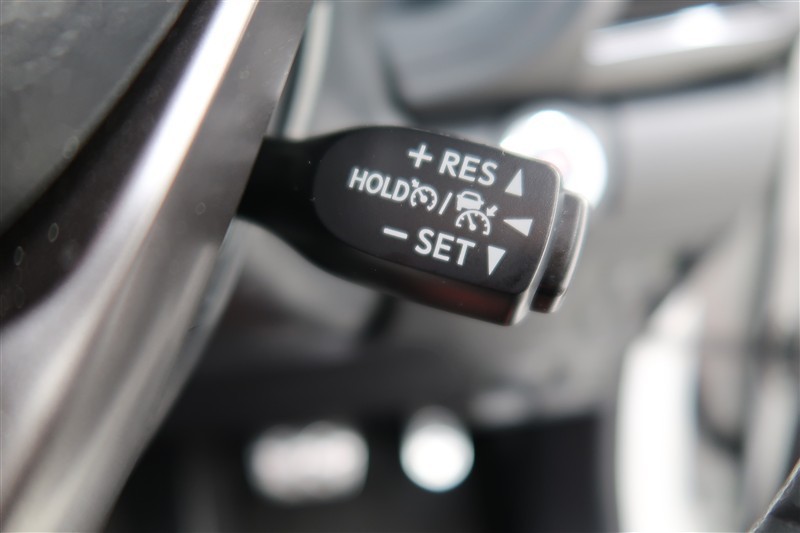 + RES
HOLD /
− SET